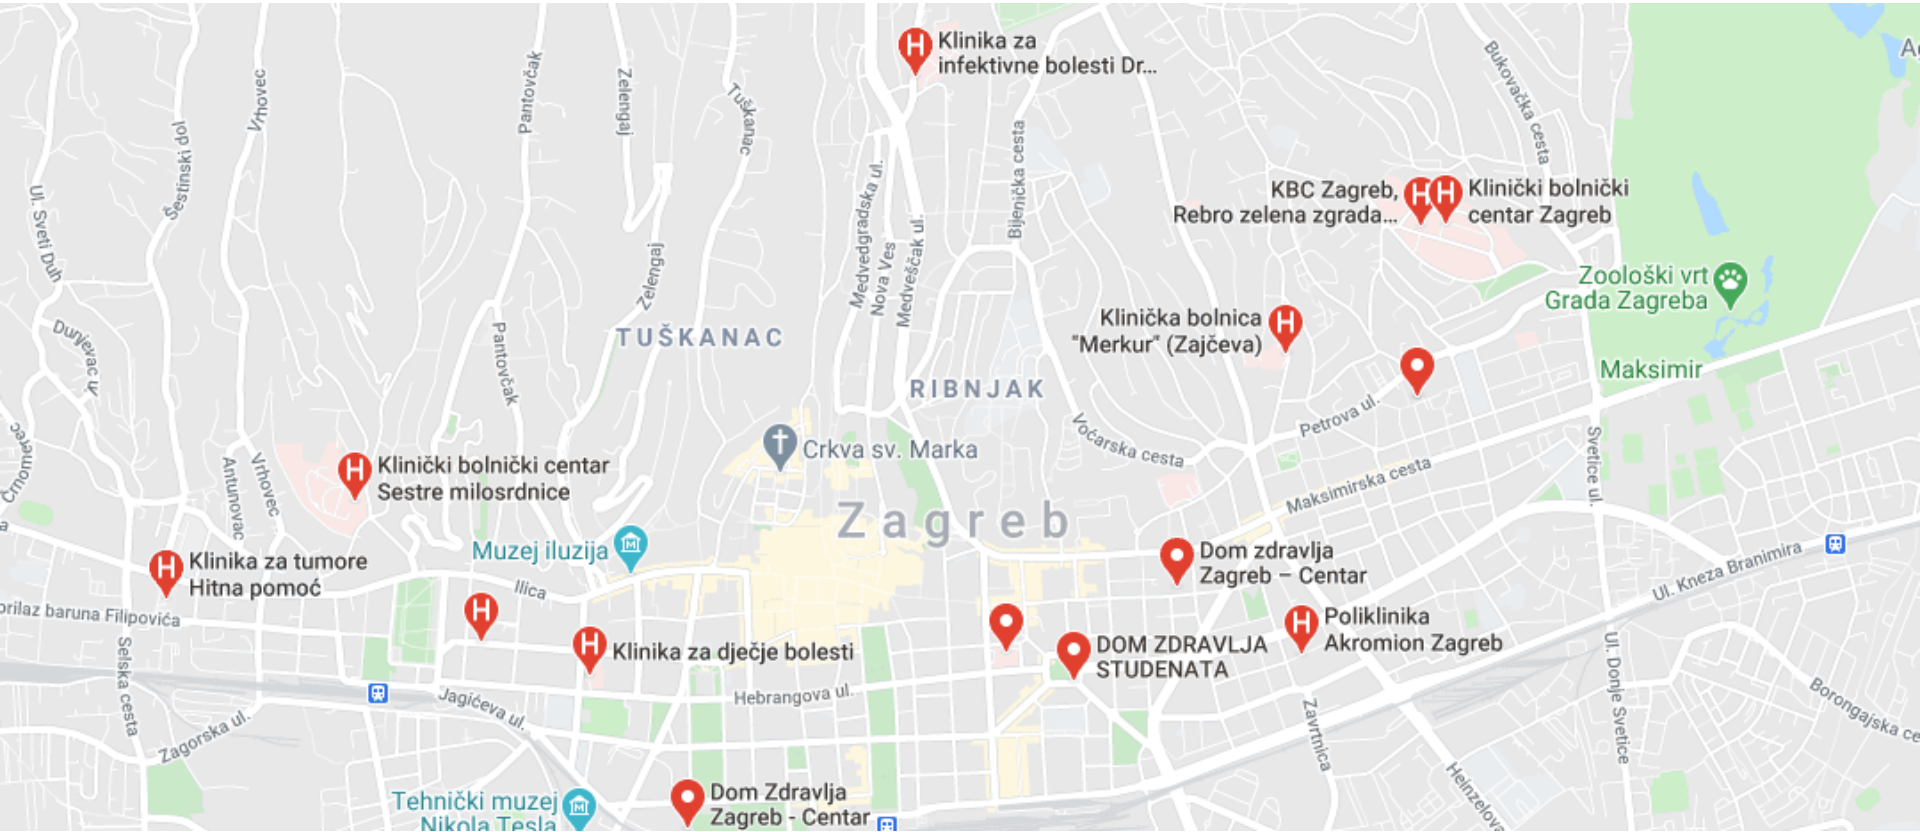 Klinika za
infektivne bolesti Dr...
Pantovčak
Zelengaj
Tuškanac
Vrhovec
Šestinski dol
Ul. Sveti Duh
Bukovačka cesta
Bijenička cesta
Medvedgradska ul.
Nova Ves
Medveščak ul.
KBC Zagreb,
Rebro zelena zgrada...
Klinički bolnički
centar Zagreb
Zoološki vrt
Grada Zagreba
Zelengaj
Dunjevac
TUŠKANAC
Pantovčak
Klinička bolnica
"Merkur" (Zajčeva)
RIBNJAK
Maksimir
Petrova ul.
Voćarska cesta
Crkva sv. Marka
Maksimirska cesta
Svetice ul.
Črnomerec
Antunovac
Vrhovec
Klinički bolnički centar
Sestre milosrdnice
Zagreb
Muzej iluzija
Klinika za tumore
Hitna pomoć
Ilica
Dom zdravlja
Zagreb – Centar
Ul. Kneza Branimira
prilaz baruna Filipovića
Selska cesta
Klinika za dječje bolesti
DOM ZDRAVLJA
STUDENATA
Poliklinika
Akromion Zagreb
Ul. Donje Svetice
Hebrangova ul.
Jagićeva ul.
Zagorska ul.
Zavrtnica
Borongajska ce
Heinzelova
Dom Zdravlja
Zagreb - Centar
Tehnički muzej
Nikola Tesla